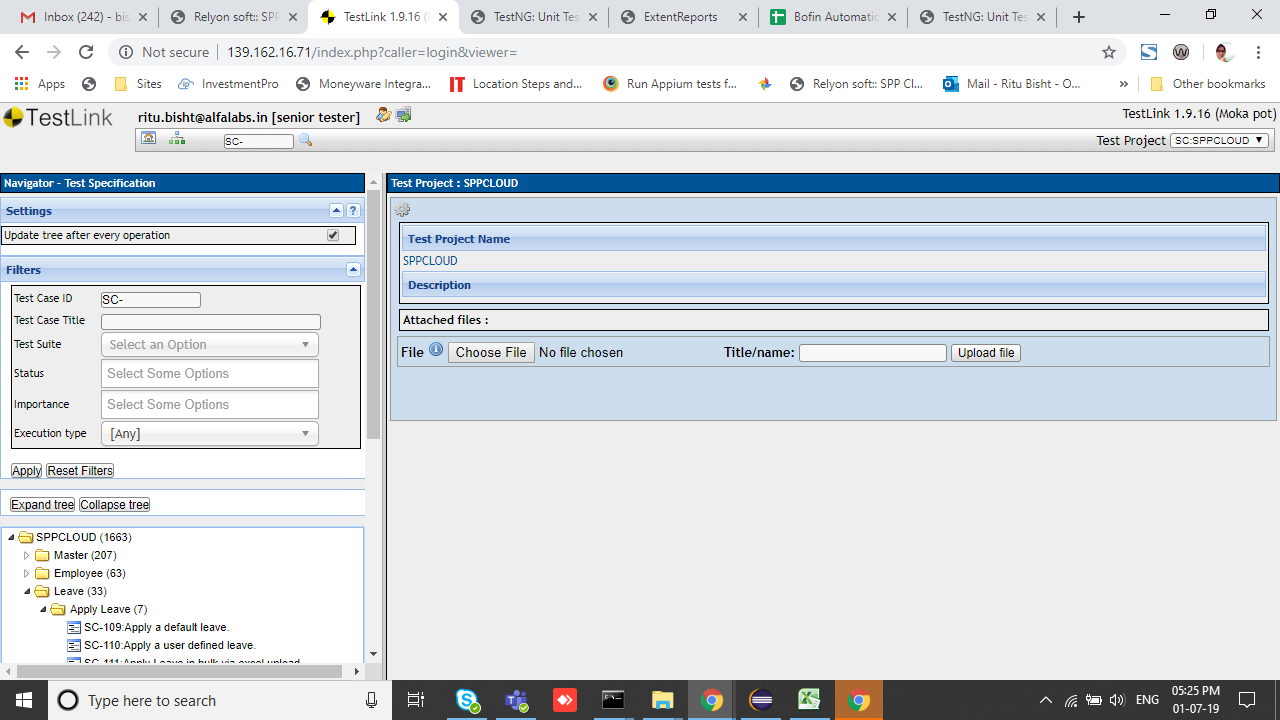 Inbox (242) - bis
Relyon soft:: SPP
TestLink 1.9.16 (
TestNG: Unit Tes
ExtentReports
Bofin Automatic
TestNG: Unit Tes
Not secure
139.162.16.71/index.php?caller=login&viewer=
Apps
Sites
InvestmentPro
Moneyware Integra...
Location Steps and...
Run Appium tests f...
Relyon soft:: SPP Cl...
Mail - Ritu Bisht - O...
»
Other bookmarks
TestLink
ritu.bisht@alfalabs.in [senior tester]
TestLink 1.9.16 (Moka pot)
SC-
Test Project
SC:SPPCLOUD
Navigator - Test Specification
Settings
?
Update tree after every operation
Filters
Test Case ID
SC-
Test Case Title
Test Suite
Select an Option
Status
Select Some Options
Importance
Select Some Options
Execution type
[Any]
Apply
Reset Filters
Expand tree
Collapse tree
SPPCLOUD (1663)
Master (207)
Employee (63)
Leave (33)
Apply Leave (7)
SC-109:Apply a default leave.
SC-110:Apply a user defined leave.
SC-111:Apply Leave in bulk via excel upload
Test Project : SPPCLOUD
Test Project Name
SPPCLOUD
Description
Attached files :
File
Choose File
No file chosen
Title/name:
Upload file
Type here to search
ENG
05:25 PM
01-07-19